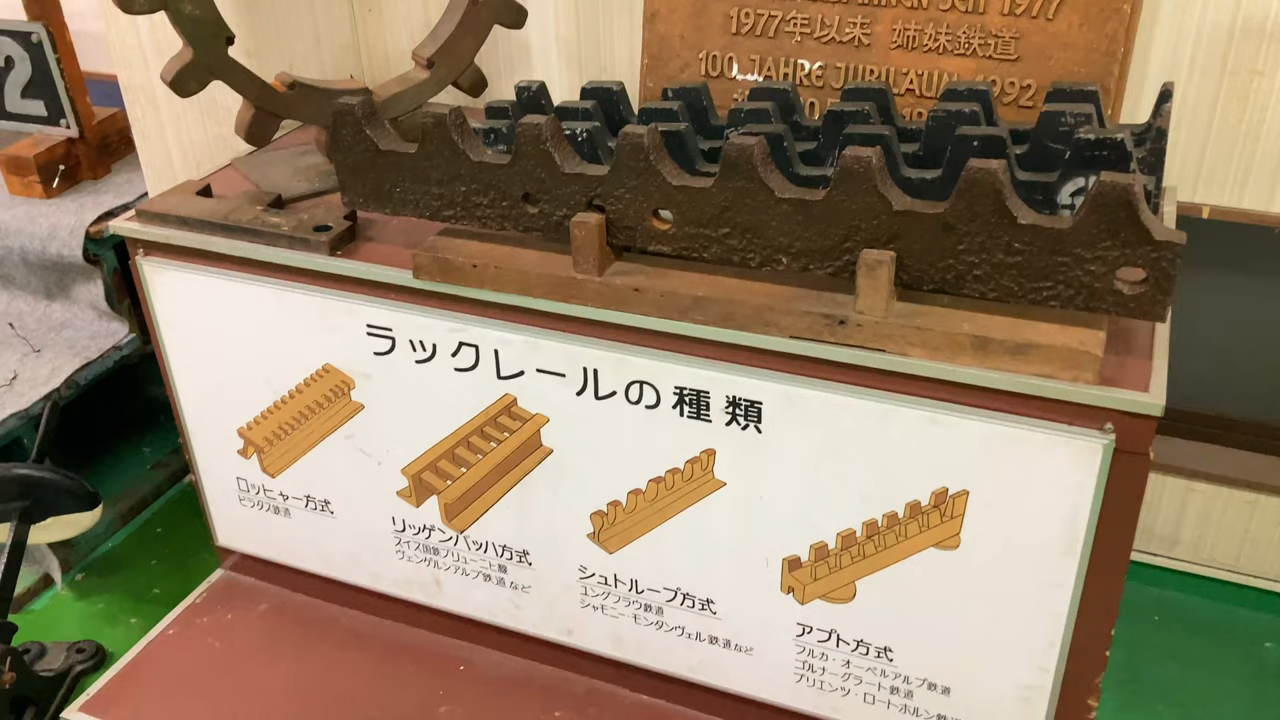 2
SEIT 1977
1977年以来 姉妹鉄道
100 JAHRE JUBILÄUM 1992
ラックレールの種類
ロッヒャー方式
ピラタス鉄道
リッゲンバッハ方式
スイス国鉄ブリューニヒ線
ヴェンゲルンアルプ鉄道など
シュトループ方式
ユングフラウ鉄道
シャモニー・モンタンヴェル鉄道など
アプト方式
フルカ・オーベルアルプ鉄道
ゴルナーグラート鉄道
ブリエンツ・ロートホルン鉄道